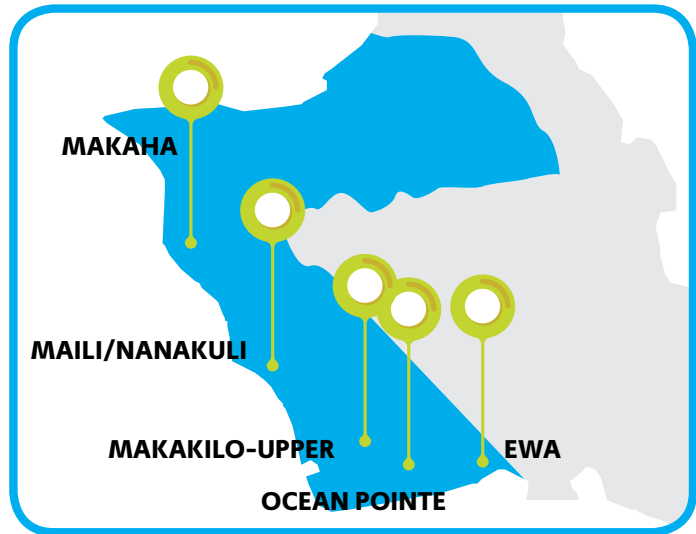 MAKAHA
MAILI/NANAKULI
MAKAKILO-UPPER
EWA
OCEAN POINTE